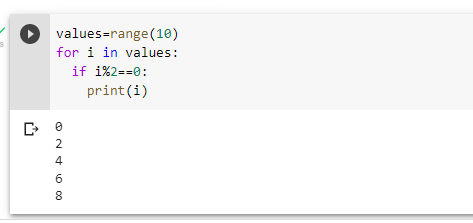 values=range(10)
for i in values:
  if i%2==0:
    print(i)
0
2
4
6
8